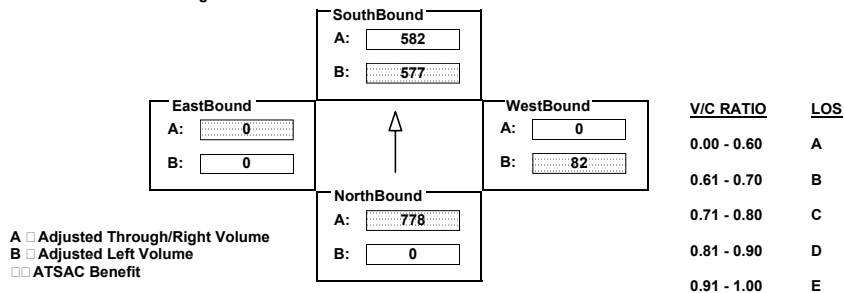 SouthBound
A: 582
B: 577
EastBound
A: 0
B: 0
WestBound
A: 0
B: 82
NorthBound
A: 778
B: 0
A □ Adjusted Through/Right Volume
B □ Adjusted Left Volume
□□ ATSAC Benefit
V/C RATIO LOS
0.00 - 0.60 A
0.61 - 0.70 B
0.71 - 0.80 C
0.81 - 0.90 D
0.91 - 1.00 E